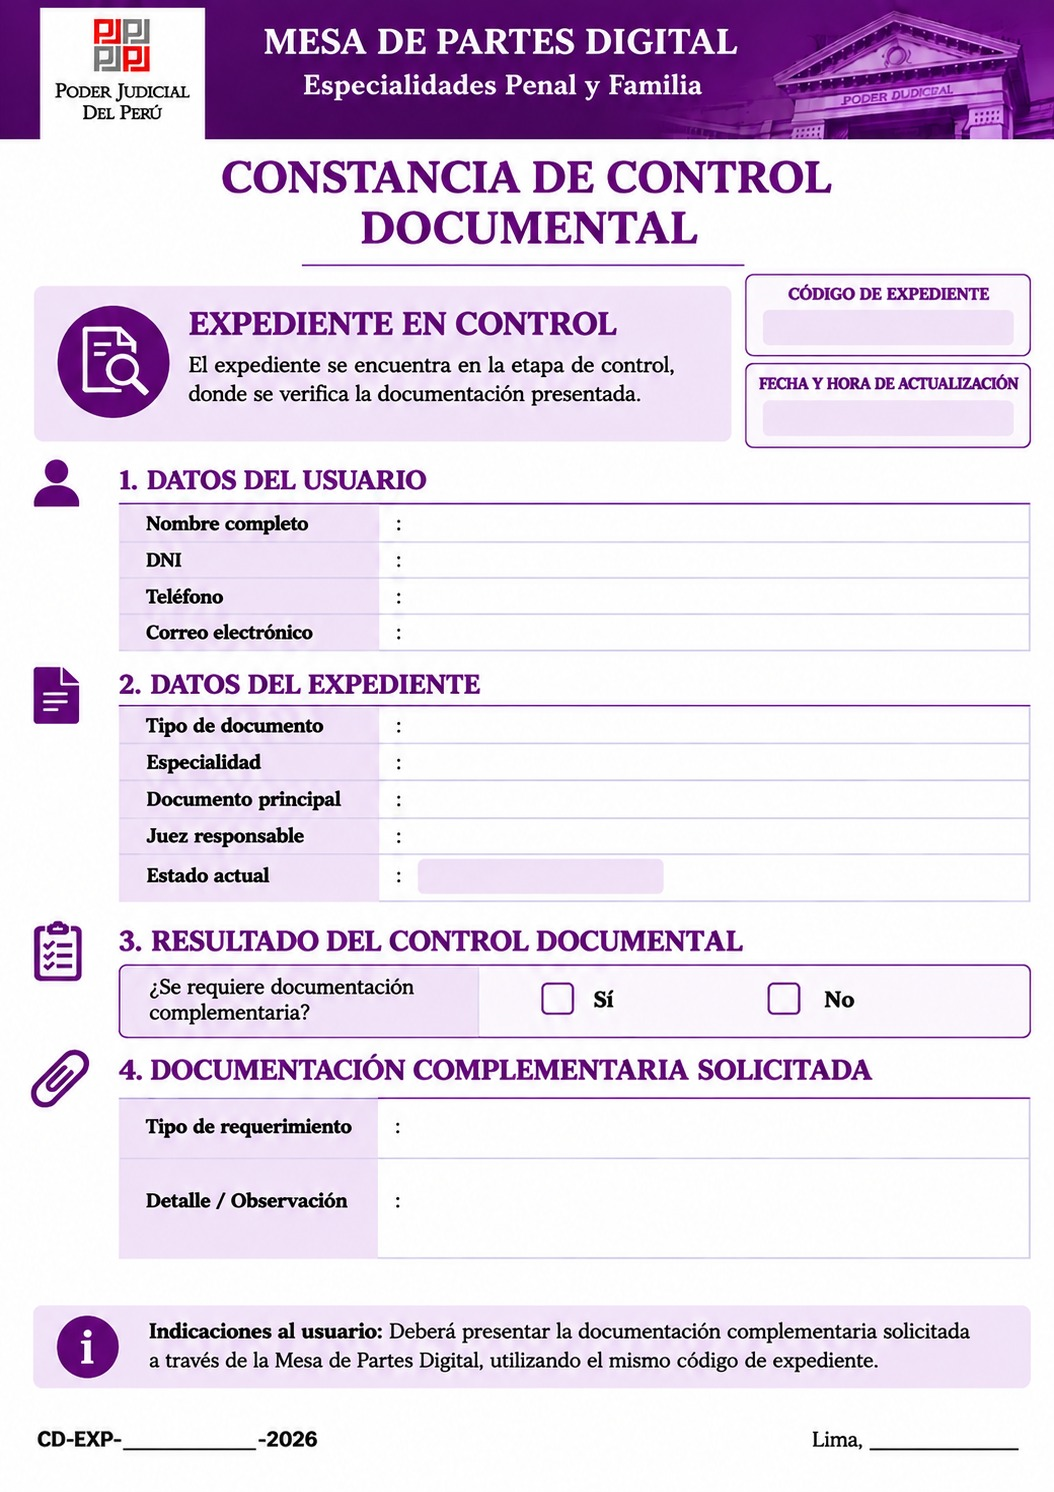 PODER JUDICIAL
DEL PERÚ
MESA DE PARTES DIGITAL
Especialidades Penal y Familia
PODER DUDICIAL
CONSTANCIA DE CONTROL
DOCUMENTAL
EXPEDIENTE EN CONTROL
El expediente se encuentra en la etapa de control,
donde se verifica la documentación presentada.
CÓDIGO DE EXPEDIENTE
FECHA Y HORA DE ACTUALIZACIÓN
1. DATOS DEL USUARIO
Nombre completo :
DNI :
Teléfono :
Correo electrónico :
2. DATOS DEL EXPEDIENTE
Tipo de documento :
Especialidad :
Documento principal :
Juez responsable :
Estado actual :
3. RESULTADO DEL CONTROL DOCUMENTAL
¿Se requiere documentación
complementaria?
Sí
No
4. DOCUMENTACIÓN COMPLEMENTARIA SOLICITADA
Tipo de requerimiento :
Detalle / Observación :
Indicaciones al usuario: Deberá presentar la documentación complementaria solicitada
a través de la Mesa de Partes Digital, utilizando el mismo código de expediente.
CD-EXP-____________-2026
Lima, ______________